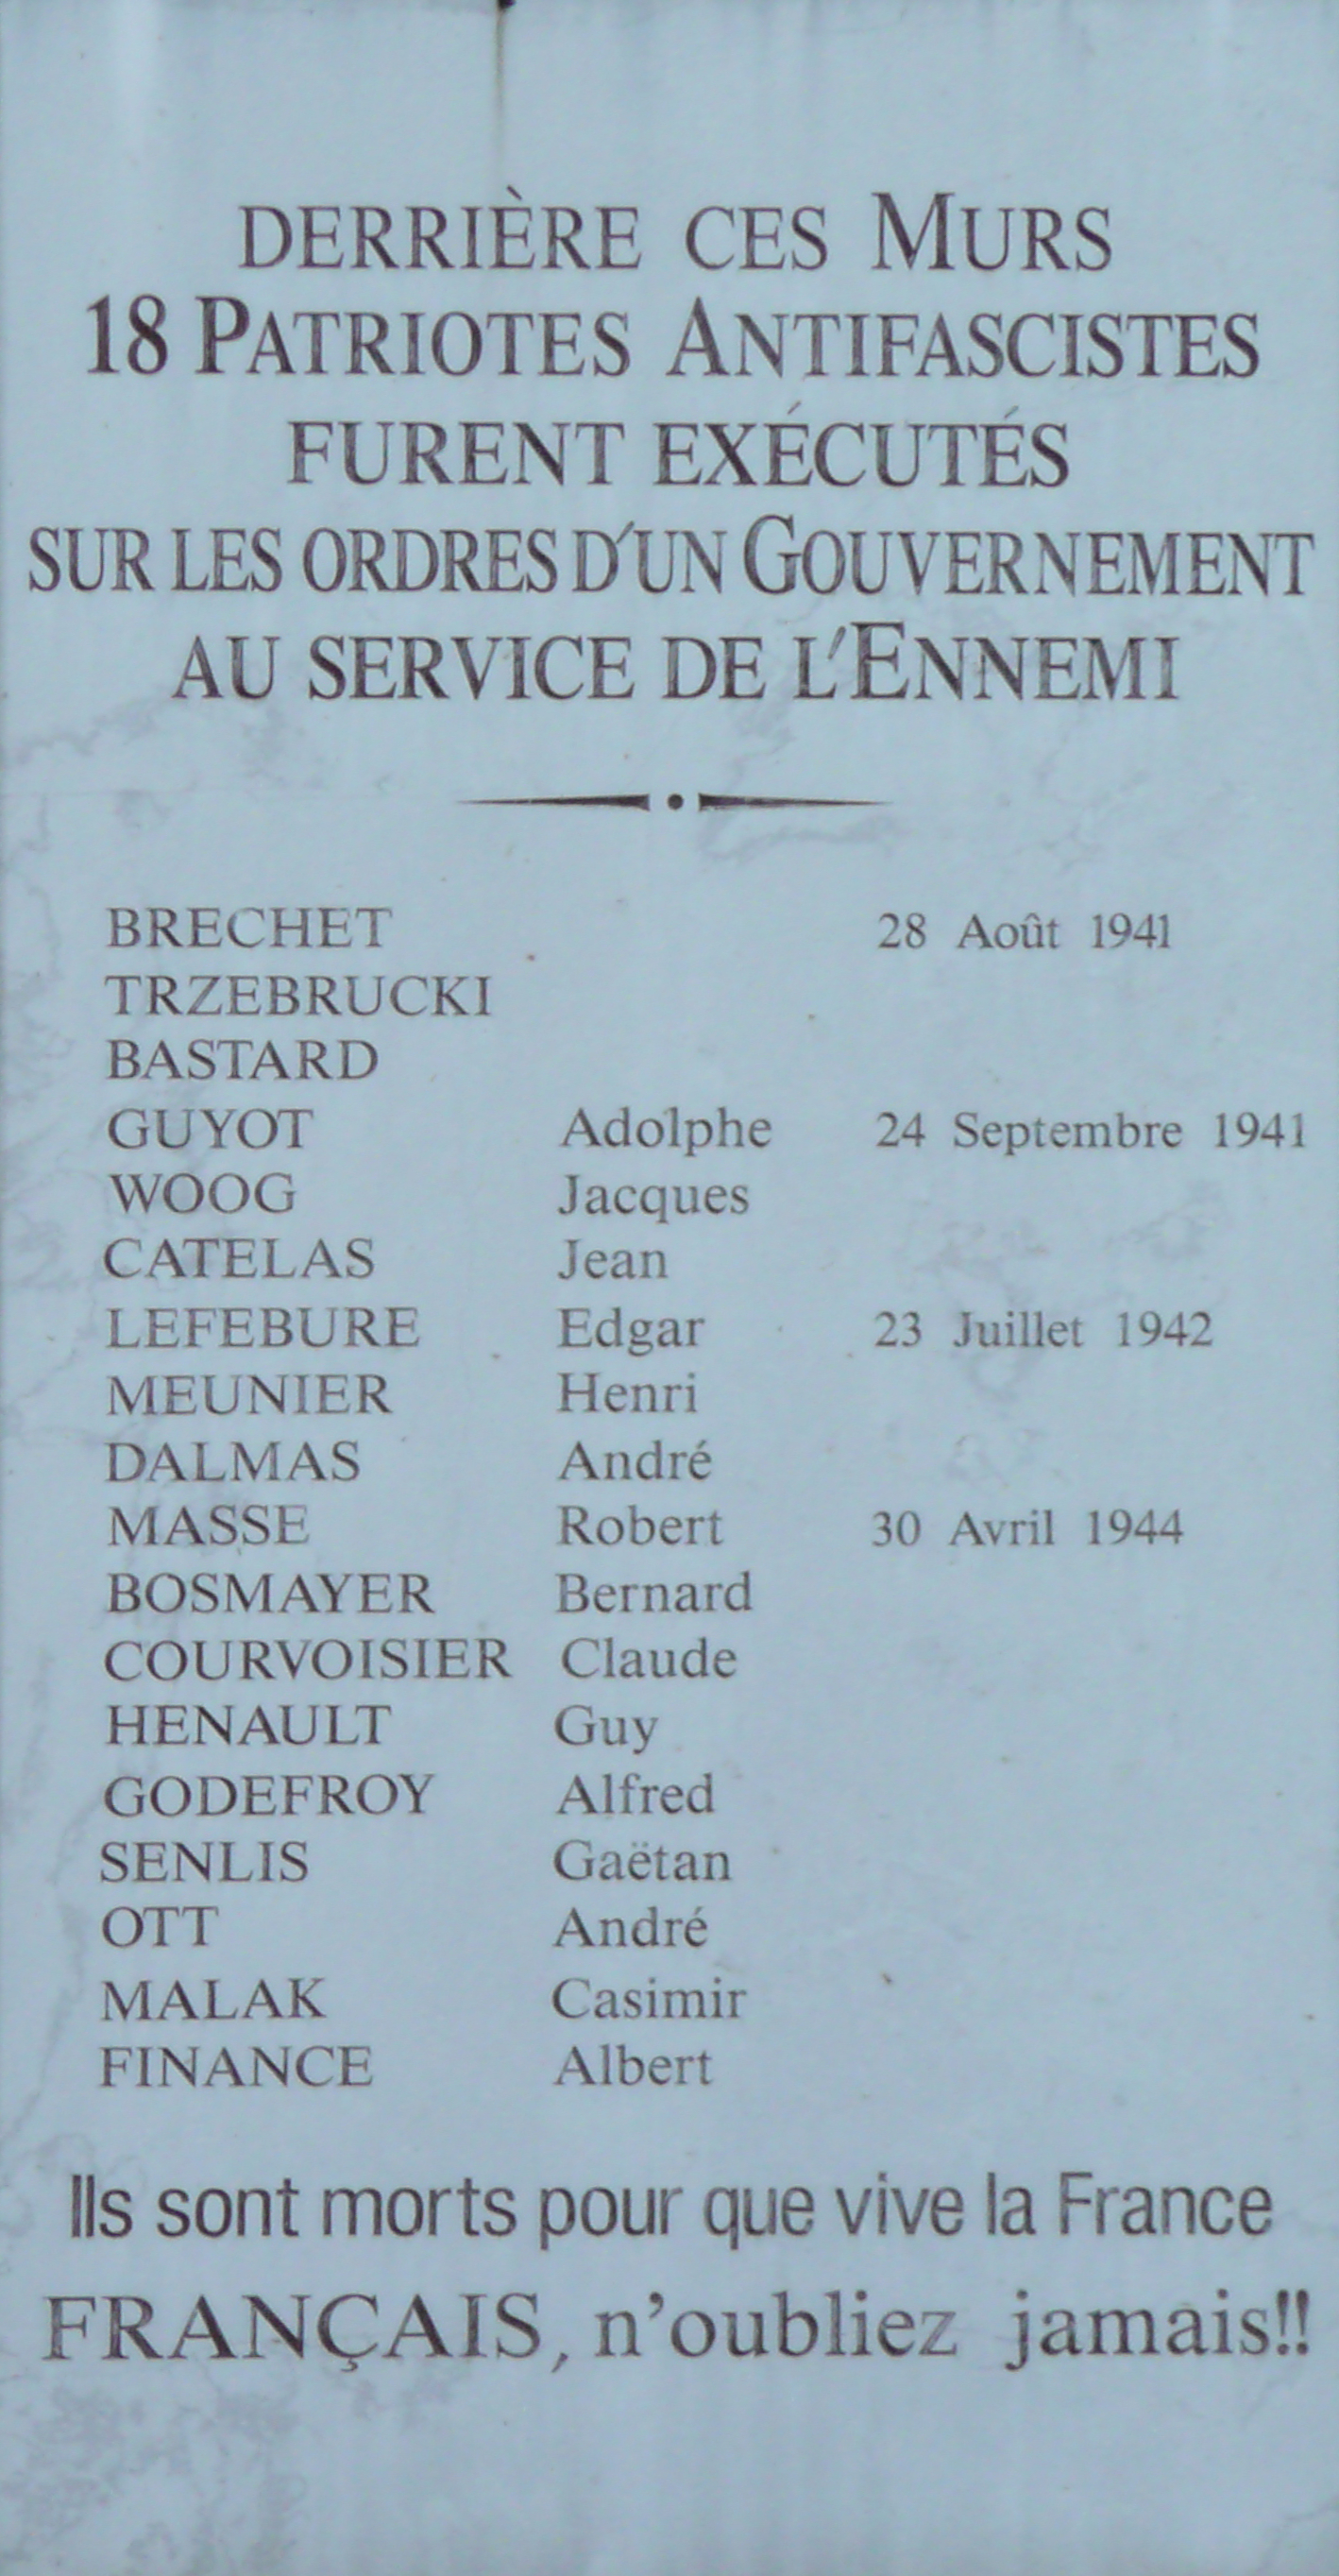 DERRIÈRE CES MURS
18 PATRIOTES ANTIFASCISTES
FURENT EXÉCUTÉS
SUR LES ORDRES D'UN GOUVERNEMENT
AU SERVICE DE L'ENNEMI
BRECHET 28 Août 1941
TRZEBRUCKI
BASTARD
GUYOT Adolphe 24 Septembre 1941
WOOG Jacques
CATELAS Jean
LEFEBURE Edgar 23 Juillet 1942
MEUNIER Henri
DALMAS André
MASSE Robert 30 Avril 1944
BOSMAYER Bernard
COURVOISIER Claude
HENAULT Guy
GODEFROY Alfred
SENLIS Gaëtan
OTT André
MALAK Casimir
FINANCE Albert
Ils sont morts pour que vive la France
FRANÇAIS, n'oubliez jamais!!